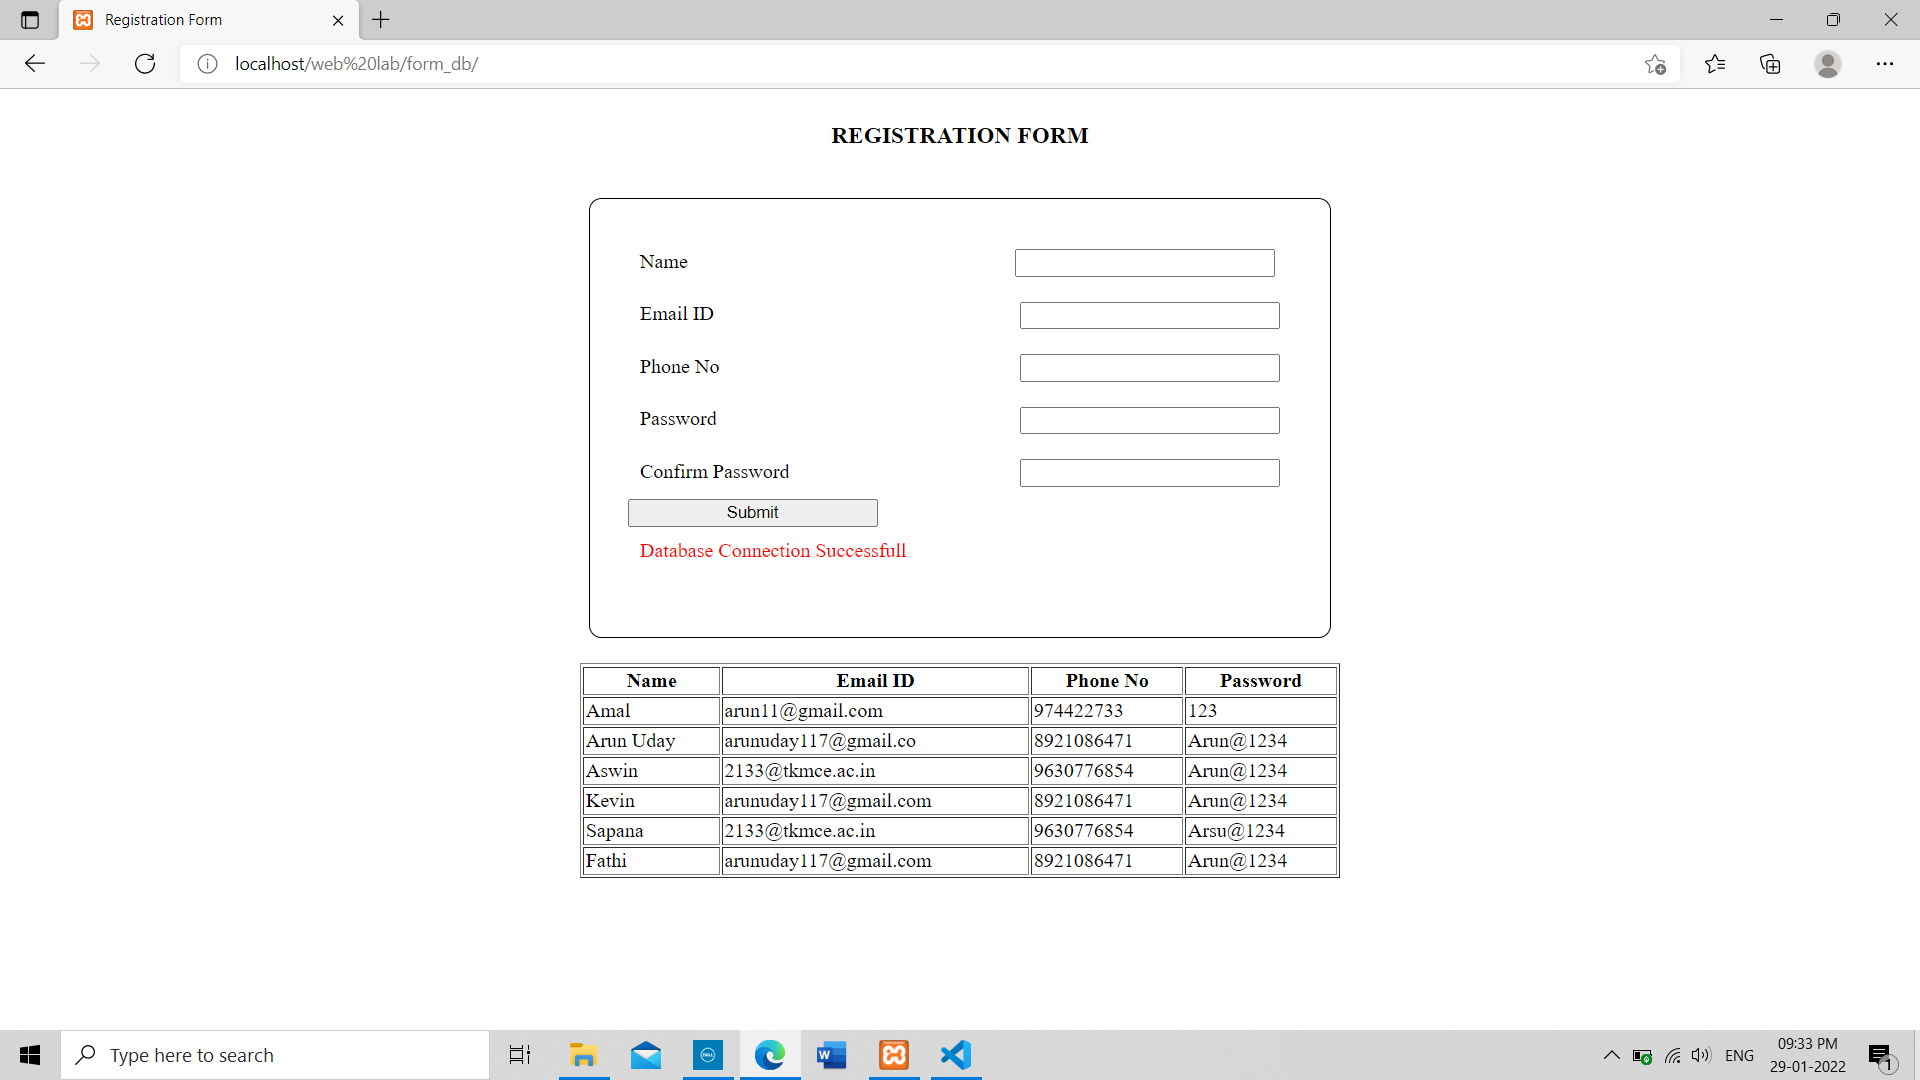 Registration Form
localhost/web%20lab/form_db/
REGISTRATION FORM
Name
Email ID
Phone No
Password
Confirm Password
Submit
Database Connection Successfull
Name Email ID Phone No Password
Amal arun11@gmail.com 974422733 123
Arun Uday arunuday117@gmail.co 8921086471 Arun@1234
Aswin 2133@tkmce.ac.in 9630776854 Arun@1234
Kevin arunuday117@gmail.com 8921086471 Arun@1234
Sapana 2133@tkmce.ac.in 9630776854 Arsu@1234
Fathi arunuday117@gmail.com 8921086471 Arun@1234
Type here to search
DELL
W
ENG
09:33 PM
29-01-2022
1